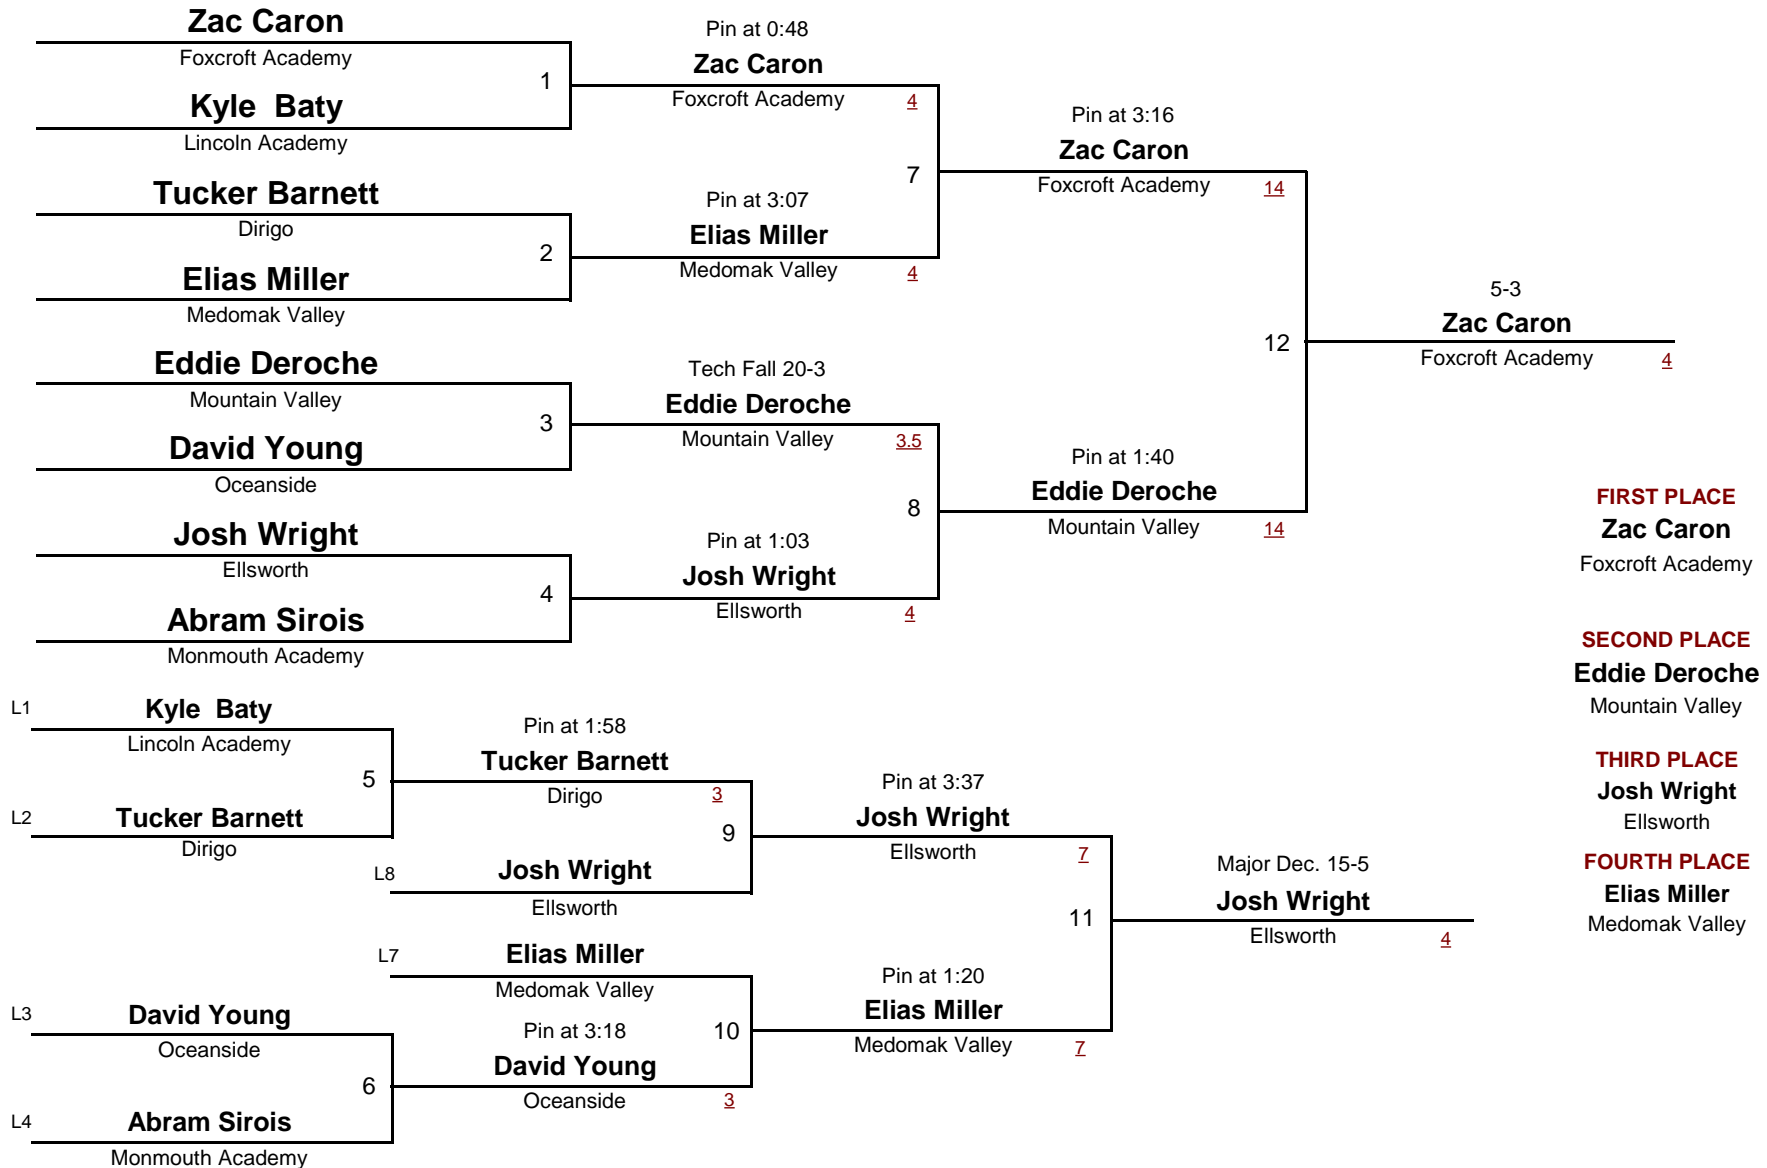 Zac Caron
Foxcroft Academy
1
Kyle  Baty
Lincoln Academy
Tucker Barnett
Dirigo
2
Elias Miller
Medomak Valley
Eddie Deroche
Mountain Valley
3
David Young
Oceanside
Josh Wright
Ellsworth
4
Abram Sirois
Monmouth Academy
Pin at 0:48
Zac Caron
Foxcroft Academy 4
7
Pin at 3:07
Elias Miller
Medomak Valley 4
Tech Fall 20-3
Eddie Deroche
Mountain Valley 3.5
8
Pin at 1:03
Josh Wright
Ellsworth 4
Pin at 3:16
Zac Caron
Foxcroft Academy 14
12
Pin at 1:40
Eddie Deroche
Mountain Valley 14
5-3
Zac Caron
Foxcroft Academy 4
FIRST PLACE
Zac Caron
Foxcroft Academy
SECOND PLACE
Eddie Deroche
Mountain Valley
THIRD PLACE
Josh Wright
Ellsworth
FOURTH PLACE
Elias Miller
Medomak Valley
L1 Kyle  Baty
Lincoln Academy
5
L2 Tucker Barnett
Dirigo
Pin at 1:58
Tucker Barnett
Dirigo 3
9
L8 Josh Wright
Ellsworth
L7 Elias Miller
Medomak Valley
10
Pin at 3:18
David Young
Oceanside 3
L3 David Young
Oceanside
6
L4 Abram Sirois
Monmouth Academy
Pin at 3:37
Josh Wright
Ellsworth 7
11
Pin at 1:20
Elias Miller
Medomak Valley 7
Major Dec. 15-5
Josh Wright
Ellsworth 4